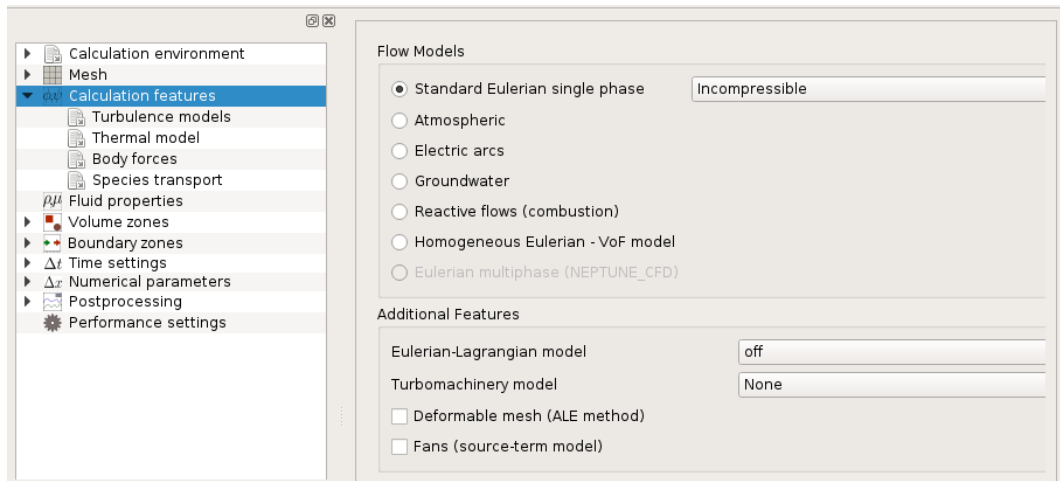 Calculation environment
Mesh
Calculation features
Turbulence models
Thermal model
Body forces
Species transport
ρμ Fluid properties
Volume zones
Boundary zones
Δt Time settings
Δx Numerical parameters
Postprocessing
Performance settings
Flow Models
Standard Eulerian single phase Incompressible
Atmospheric
Electric arcs
Groundwater
Reactive flows (combustion)
Homogeneous Eulerian - VoF model
Eulerian multiphase (NEPTUNE_CFD)
Additional Features
Eulerian-Lagrangian model off
Turbomachinery model None
Deformable mesh (ALE method)
Fans (source-term model)